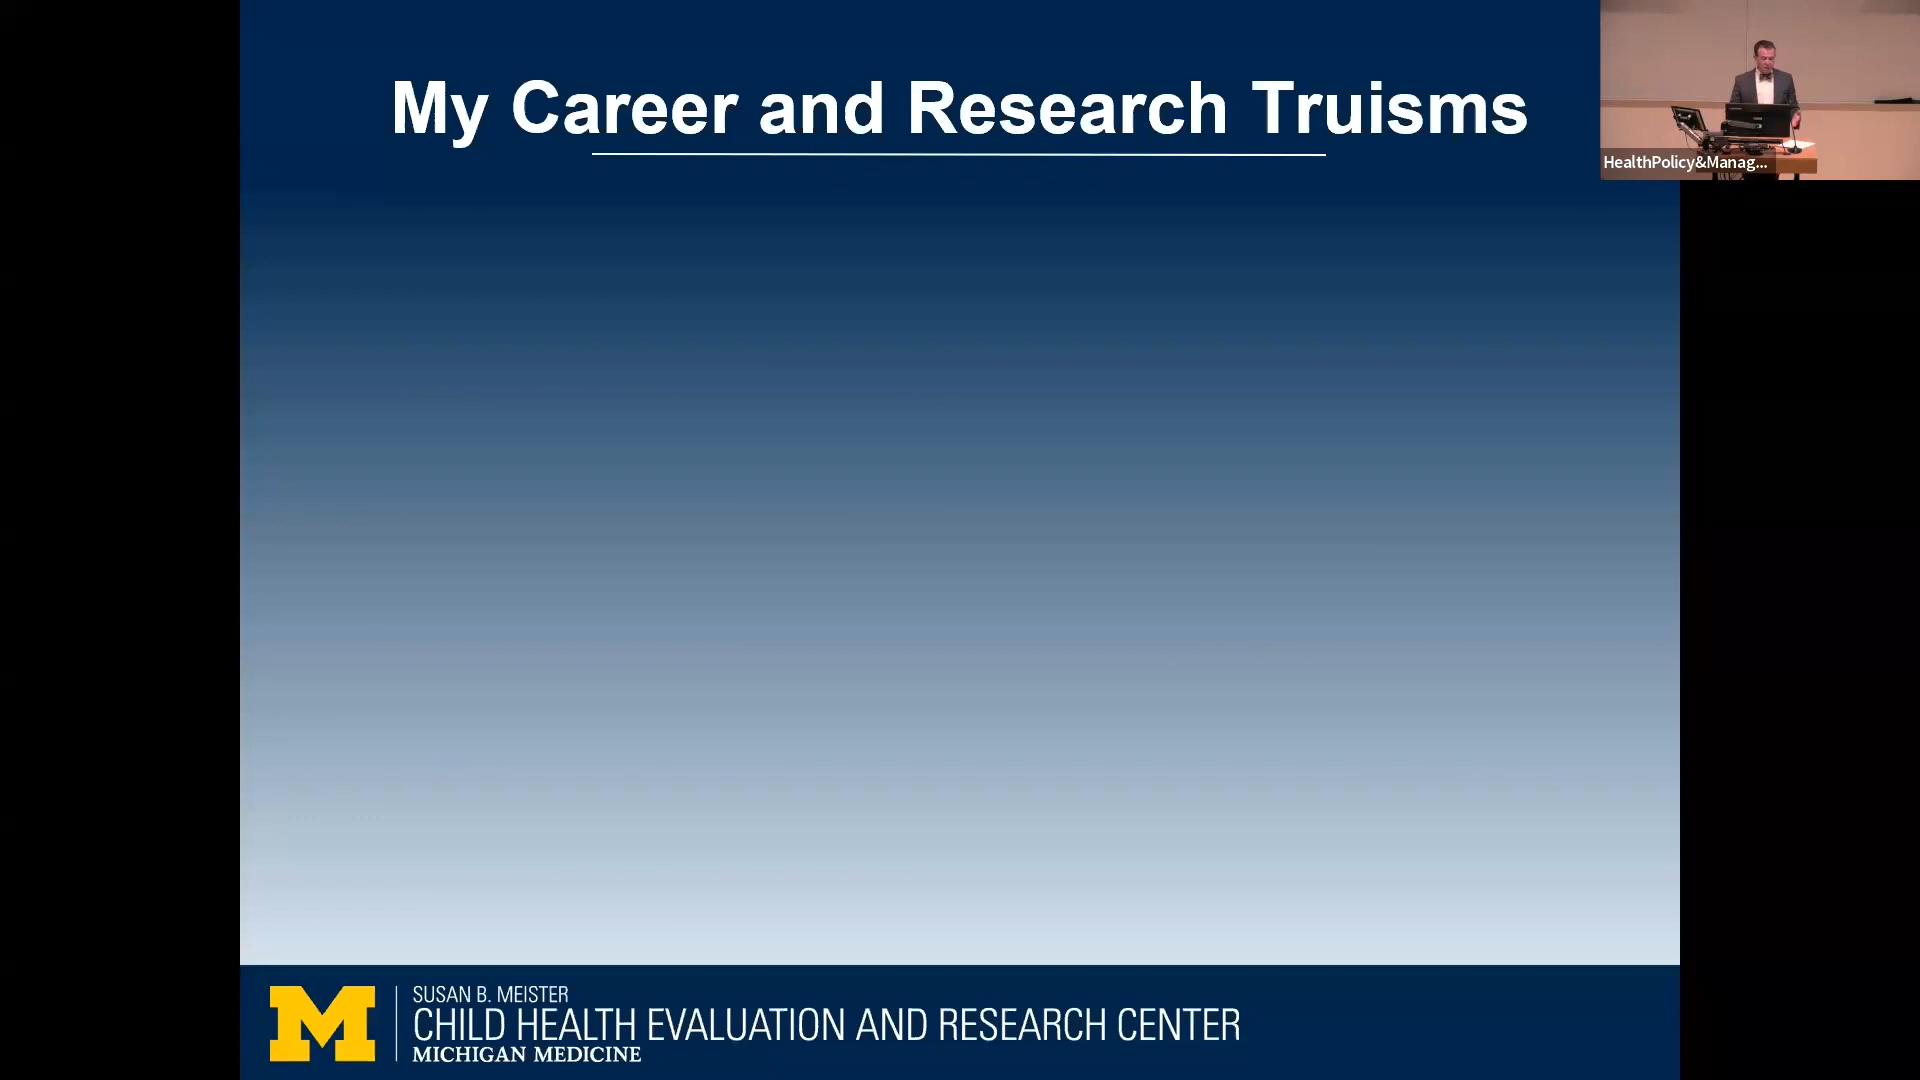 My Career and Research Truisms
HealthPolicy&Manag...
M
SUSAN B. MEISTER
CHILD HEALTH EVALUATION AND RESEARCH CENTER
MICHIGAN MEDICINE